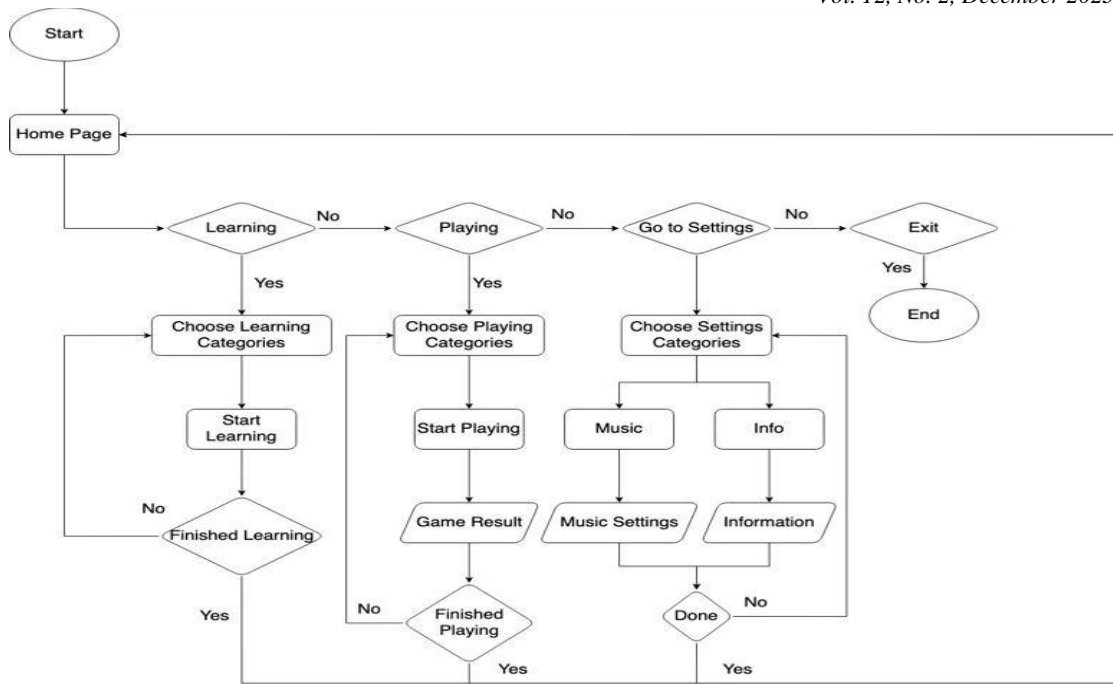 Vol. 12, No. 2, December 2023
Start
Home Page
Learning
No
Playing
No
Go to Settings
No
Exit
Yes
Yes
Yes
End
Choose Learning
Categories
Choose Playing
Categories
Choose Settings
Categories
Start
Learning
Start Playing
Music
Info
No
Finished Learning
Game Result
Music Settings
Information
Yes
No
Finished
Playing
Done
No
Yes
Yes